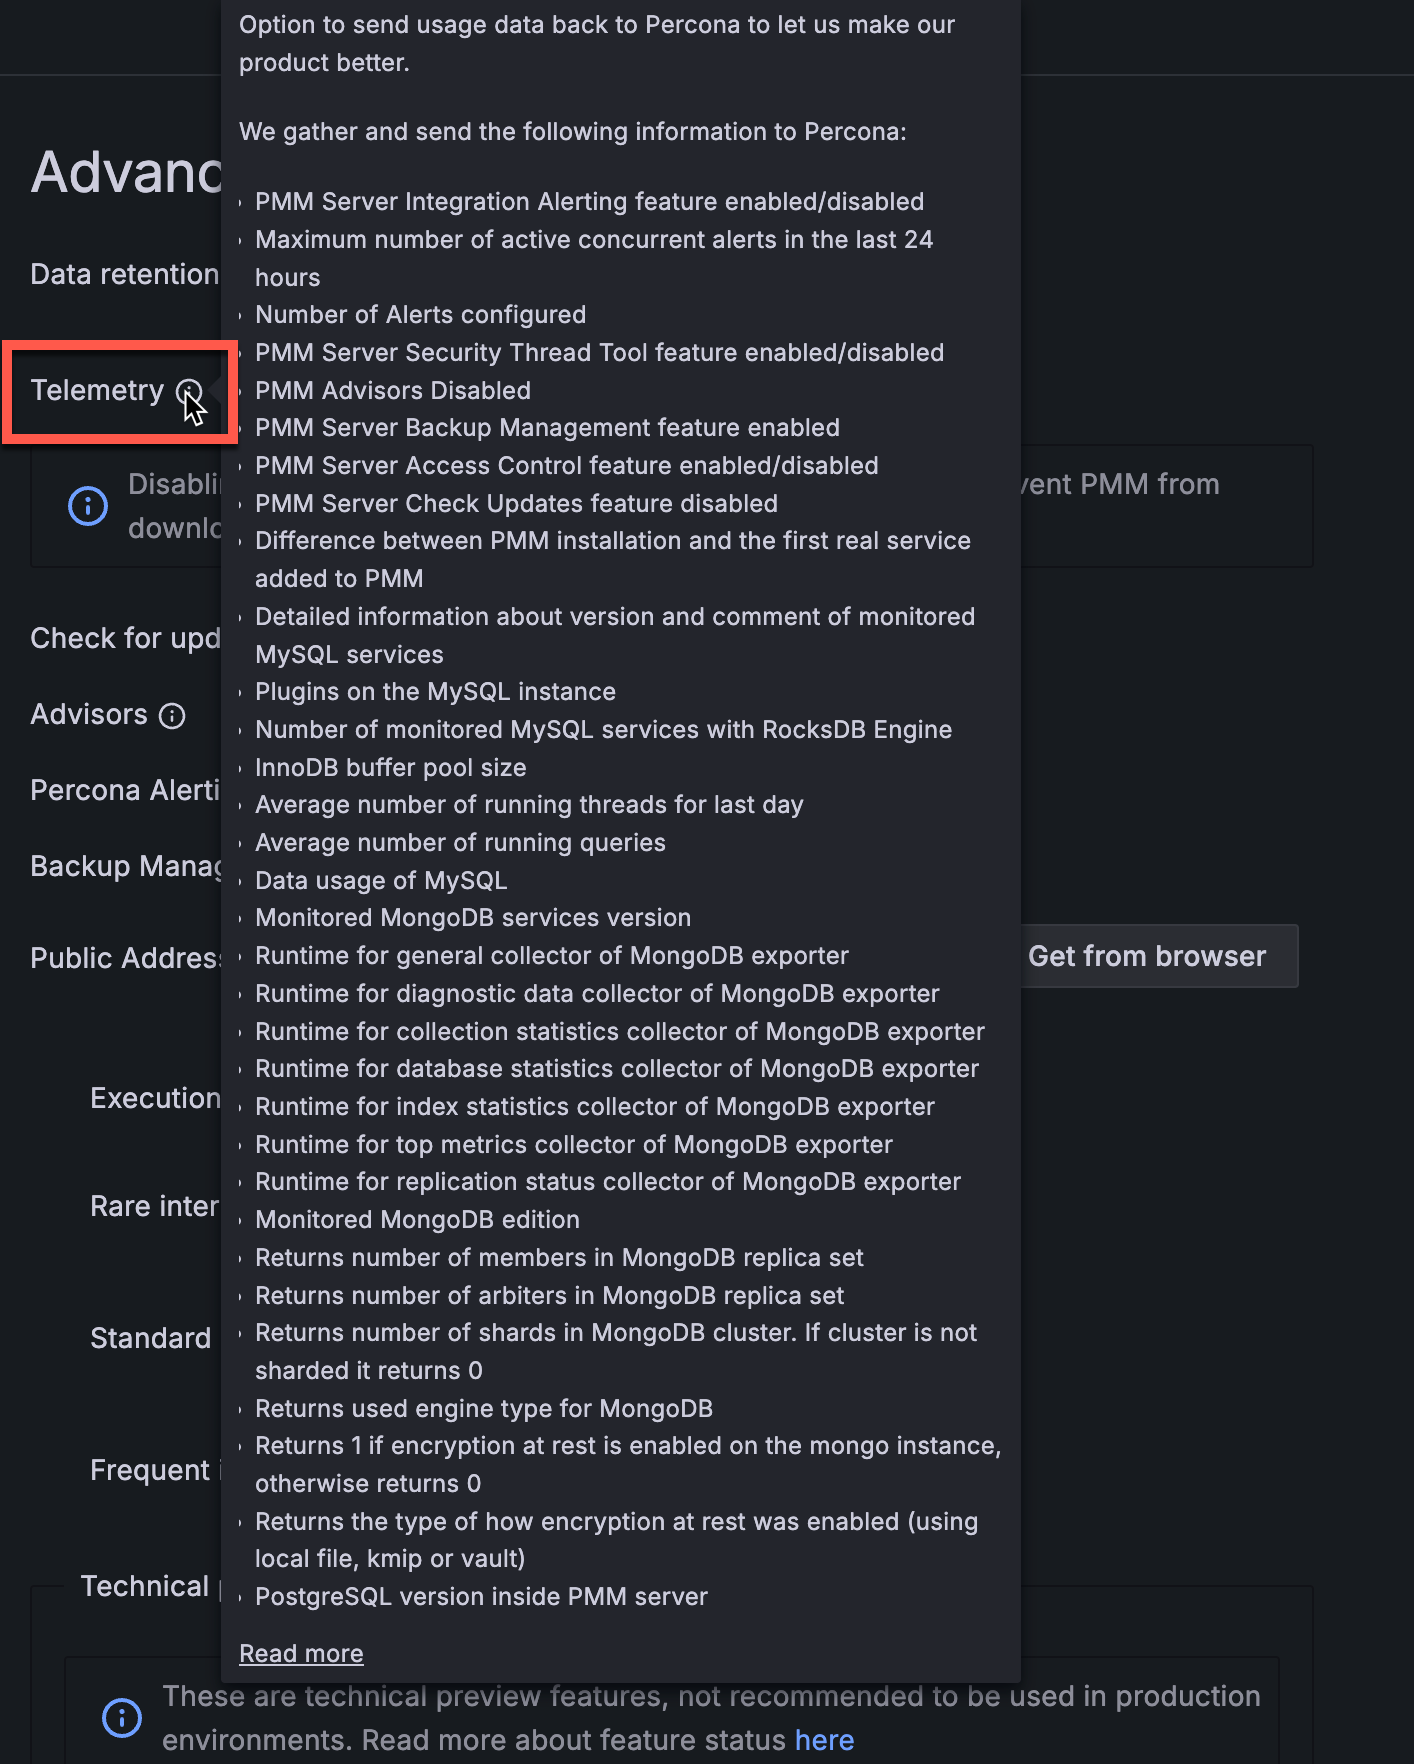 Option to send usage data back to Percona to let us make our
product better.
We gather and send the following information to Percona:
Advanc
PMM Server Integration Alerting feature enabled/disabled
Maximum number of active concurrent alerts in the last 24
hours
Data retention
Number of Alerts configured
PMM Server Security Thread Tool feature enabled/disabled
Telemetry
PMM Advisors Disabled
PMM Server Backup Management feature enabled
PMM Server Access Control feature enabled/disabled
Disabli
vent PMM from
PMM Server Check Updates feature disabled
downlo
Difference between PMM installation and the first real service
added to PMM
Detailed information about version and comment of monitored
MySQL services
Check for upd
Plugins on the MySQL instance
Advisors
Number of monitored MySQL services with RocksDB Engine
InnoDB buffer pool size
Percona Alerti
Average number of running threads for last day
Average number of running queries
Backup Manag
Data usage of MySQL
Monitored MongoDB services version
Public Address
Runtime for general collector of MongoDB exporter
Get from browser
Runtime for diagnostic data collector of MongoDB exporter
Runtime for collection statistics collector of MongoDB exporter
Runtime for database statistics collector of MongoDB exporter
Execution
Runtime for index statistics collector of MongoDB exporter
Runtime for top metrics collector of MongoDB exporter
Runtime for replication status collector of MongoDB exporter
Rare inter
Monitored MongoDB edition
Returns number of members in MongoDB replica set
Returns number of arbiters in MongoDB replica set
Standard
Returns number of shards in MongoDB cluster. If cluster is not
sharded it returns 0
Returns used engine type for MongoDB
Returns 1 if encryption at rest is enabled on the mongo instance,
otherwise returns 0
Frequent i
Returns the type of how encryption at rest was enabled (using
local file, kmip or vault)
Technical p
PostgreSQL version inside PMM server
Read more
These are technical preview features, not recommended to be used in production
environments. Read more about feature status here